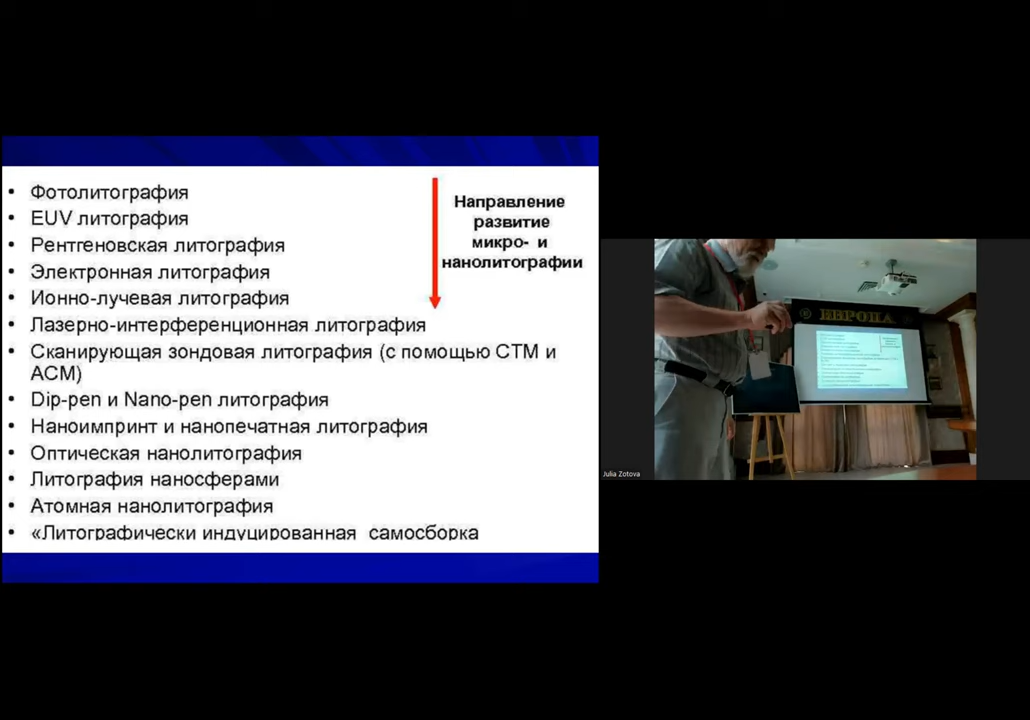 • Фотолитография
• EUV литография
• Рентгеновская литография
• Электронная литография
• Ионно-лучевая литография
• Лазерно-интерференционная литография
• Сканирующая зондовая литография (с помощью СТМ и
АСМ)
• Dip-pen и Nano-pen литография
• Наноимпринт и нанопечатная литография
• Оптическая нанолитография
• Литография наносферами
• Атомная нанолитография
• «Литографически индуцированная самосборка
Направление
развитие
микро- и
нанолитографии
ЕВРОПА
Julia Zotova